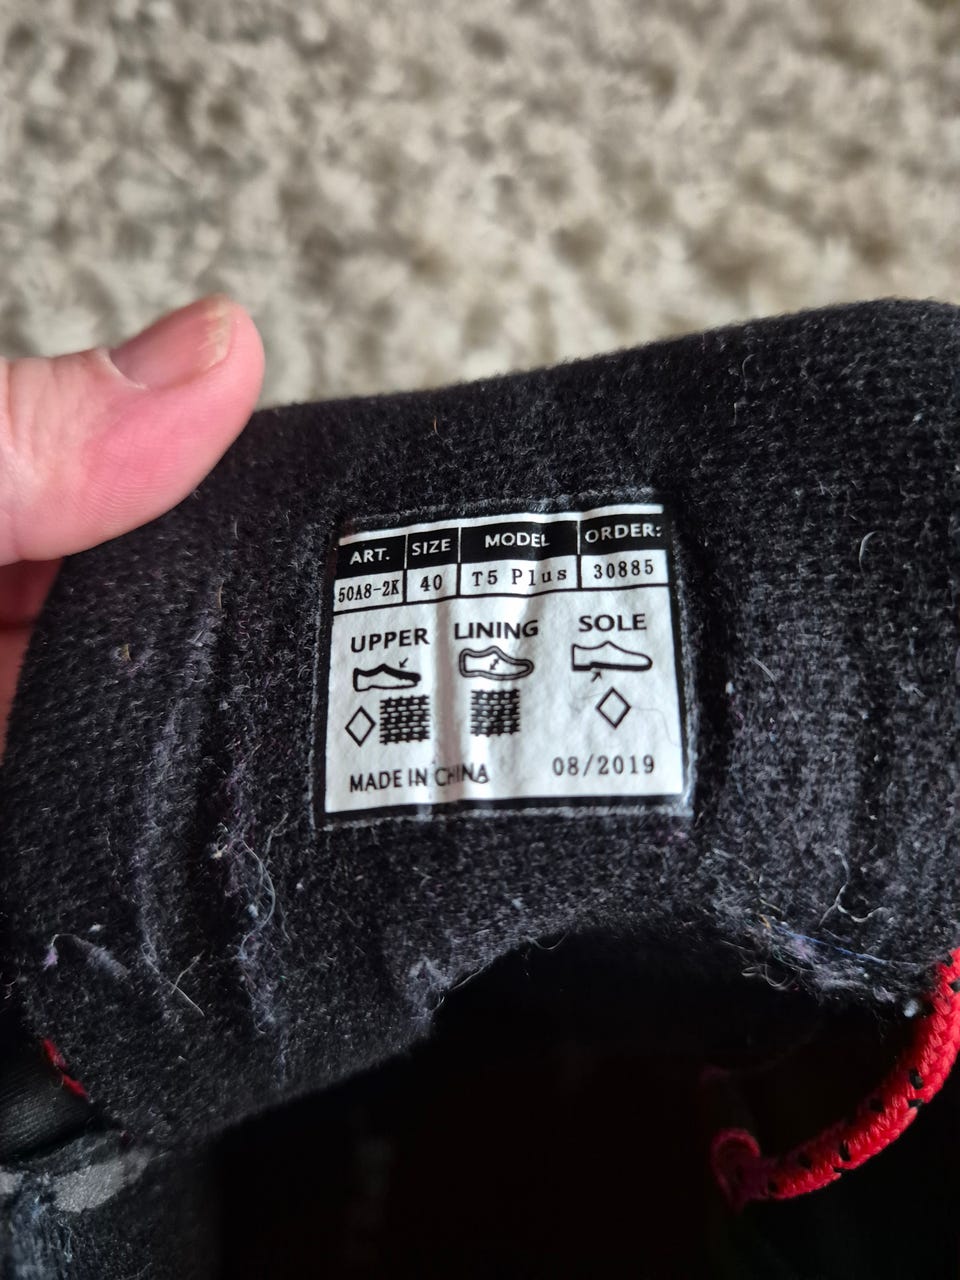 ART. SIZE MODEL ORDER:
50A8-2K 40 T5 Plus 30885
UPPER LINING SOLE
MADE IN CHINA 08/2019